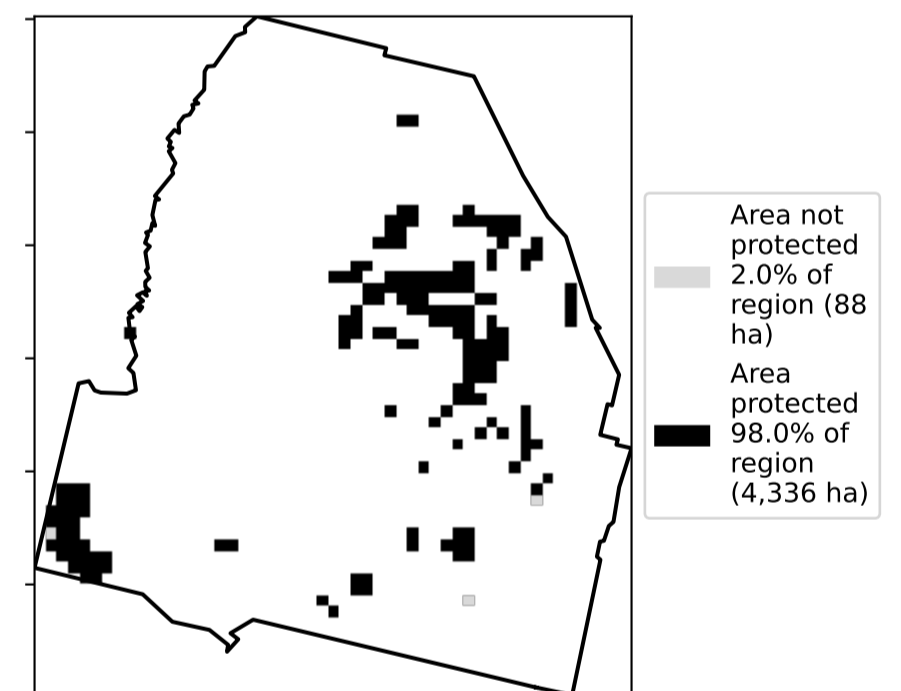 Area not
protected
2.0% of
region (88
ha)
Area
protected
98.0% of
region
(4,336 ha)